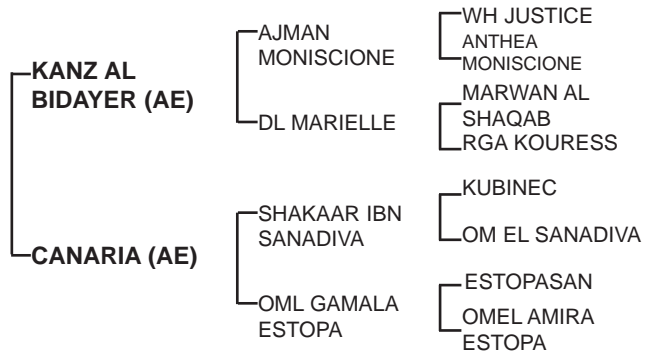 WH JUSTICE
AJMAN
MONISCIONE
ANTHEA
MONISCIONE
KANZ AL
BIDAYER (AE)
MARWAN AL
SHAQAB
DL MARIELLE
RGA KOURESS
KUBINEC
SHAKAAR IBN
SANADIVA
OM EL SANADIVA
CANARIA (AE)
ESTOPASAN
OML GAMALA
ESTOPA
OMEL AMIRA
ESTOPA